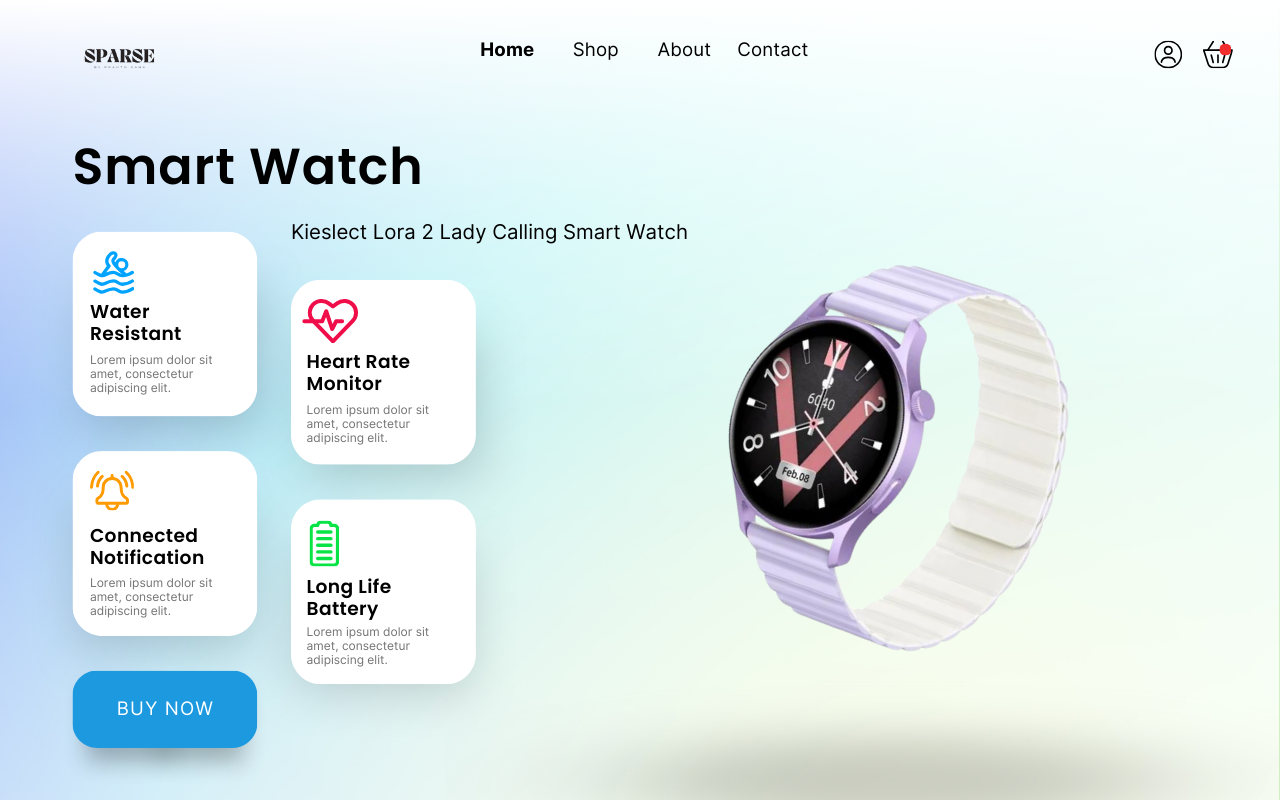 SPARSE
Home Shop About Contact
Smart Watch
Kieslect Lora 2 Lady Calling Smart Watch
Water
Resistant
Lorem ipsum dolor sit
amet, consectetur
adipiscing elit.
Heart Rate
Monitor
Lorem ipsum dolor sit
amet, consectetur
adipiscing elit.
Connected
Notification
Lorem ipsum dolor sit
amet, consectetur
adipiscing elit.
Long Life
Battery
Lorem ipsum dolor sit
amet, consectetur
adipiscing elit.
BUY NOW
10
2
6040
8
4
Feb.08